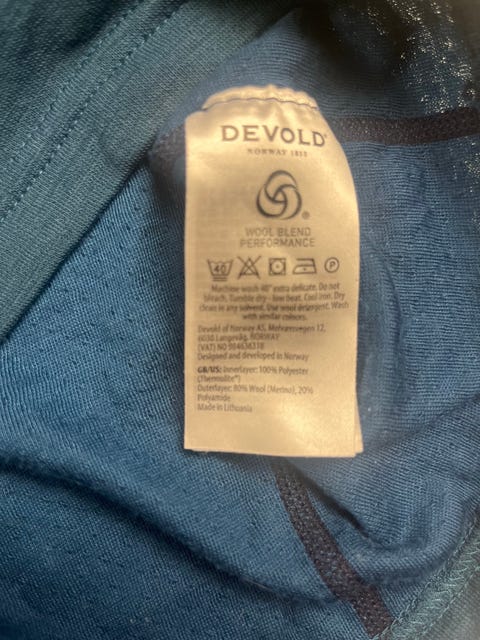 DEVOLD®
NORWAY 1853
®
WOOL BLEND
PERFORMANCE
40
P
Machine wash 40° extra delicate. Do not
bleach. Tumble dry - low heat. Cool iron. Dry
clean in any solvent. Use wool detergent. Wash
with similar colours.
Devold of Norway AS, Molværsvegen 12,
6030 Langevåg, NORWAY
(VAT) NO 984636318
Designed and developed in Norway
GB/US: Innerlayer: 100% Polyester
(Thermolite®)
Outerlayer: 80% Wool (Merino), 20%
Polyamide
Made in Lithuania